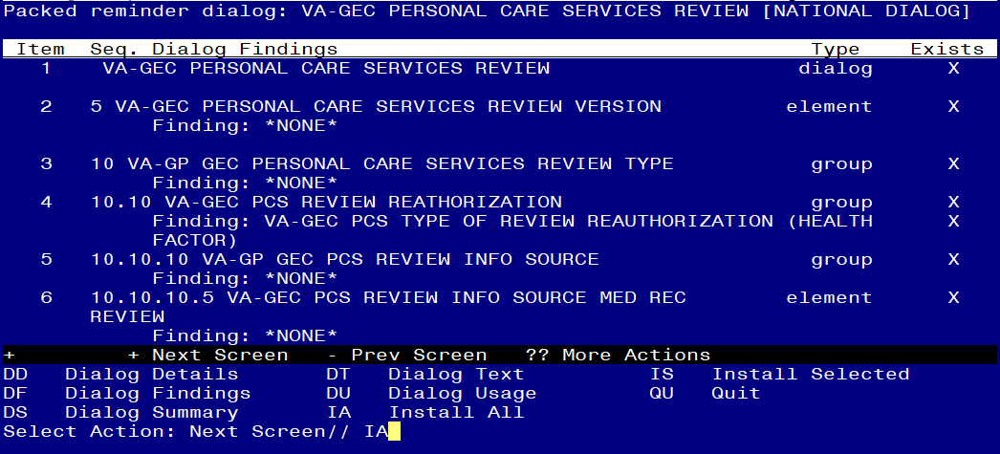 Packed reminder dialog: VA-GEC PERSONAL CARE SERVICES REVIEW [NATIONAL DIALOG]
Item Seq. Dialog Findings Type Exists
1 VA-GEC PERSONAL CARE SERVICES REVIEW dialog X
2 5 VA-GEC PERSONAL CARE SERVICES REVIEW VERSION element X
Finding: *NONE*
3 10 VA-GP GEC PERSONAL CARE SERVICES REVIEW TYPE group X
Finding: *NONE*
4 10.10 VA-GEC PCS REVIEW REATHORIZATION group X
Finding: VA-GEC PCS TYPE OF REVIEW REAUTHORIZATION (HEALTH X
FACTOR)
5 10.10.10 VA-GP GEC PCS REVIEW INFO SOURCE group X
Finding: *NONE*
6 10.10.10.5 VA-GEC PCS REVIEW INFO SOURCE MED REC element X
REVIEW
Finding: *NONE*
+ + Next Screen - Prev Screen ?? More Actions
DD Dialog Details DT Dialog Text IS Install Selected
DF Dialog Findings DU Dialog Usage QU Quit
DS Dialog Summary IA Install All
Select Action: Next Screen// IA